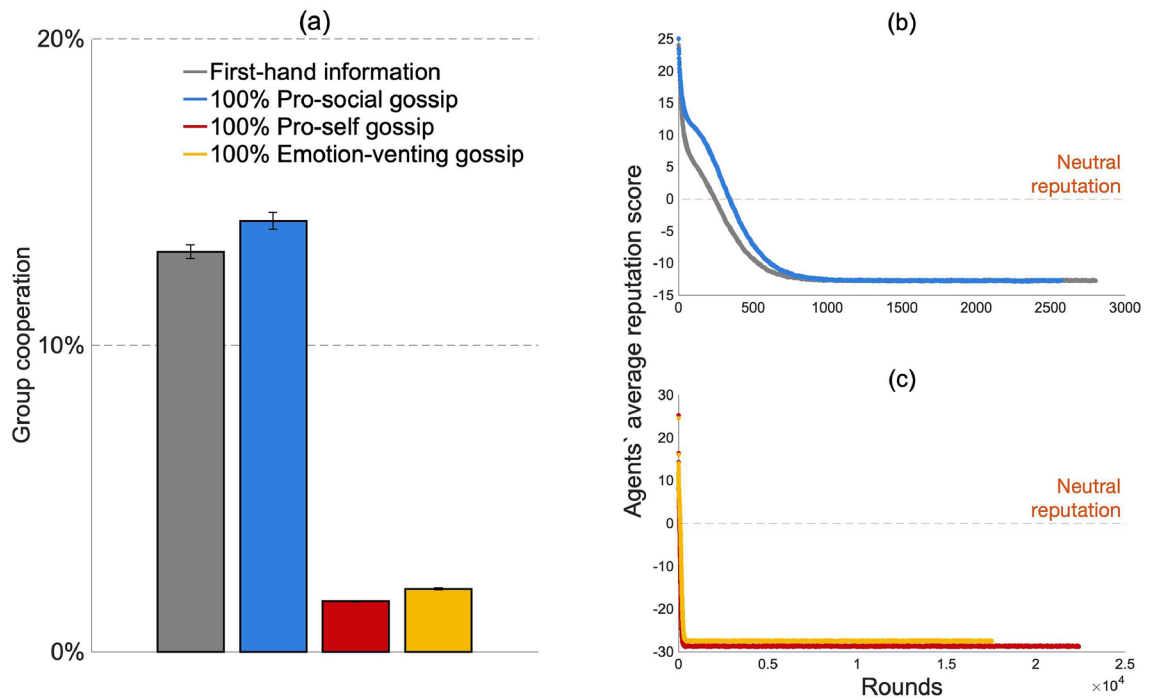 (a)
20%
10%
0%
Group cooperation
First-hand information
100% Pro-social gossip
100% Pro-self gossip
100% Emotion-venting gossip
(b)
25
20
15
10
5
0
-5
-10
-15
0
500
1000
1500
2000
2500
3000
Neutral
reputation
Agents` average reputation score
(c)
30
20
10
0
-10
-20
-30
0
0.5
1
1.5
2
2.5
×10⁴
Neutral
reputation
Rounds